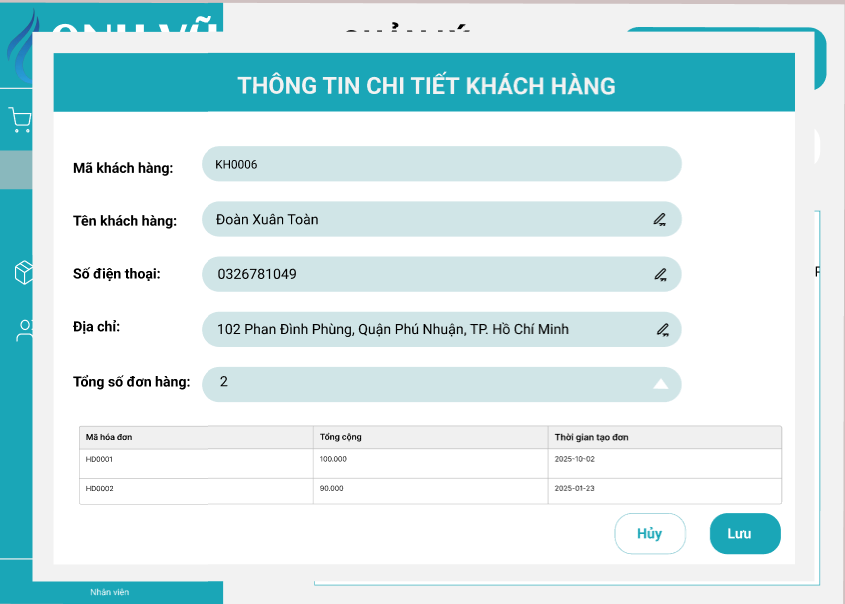 THÔNG TIN CHI TIẾT KHÁCH HÀNG
Mã khách hàng: KH0006
Tên khách hàng: Đoàn Xuân Toàn
Số điện thoại: 0326781049
Địa chỉ: 102 Phan Đình Phùng, Quận Phú Nhuận, TP. Hồ Chí Minh
Tổng số đơn hàng: 2
Mã hóa đơn Tổng cộng Thời gian tạo đơn
HD0001 100.000 2025-10-02
HD0002 90.000 2025-01-23
Hủy Lưu
Nhân viên